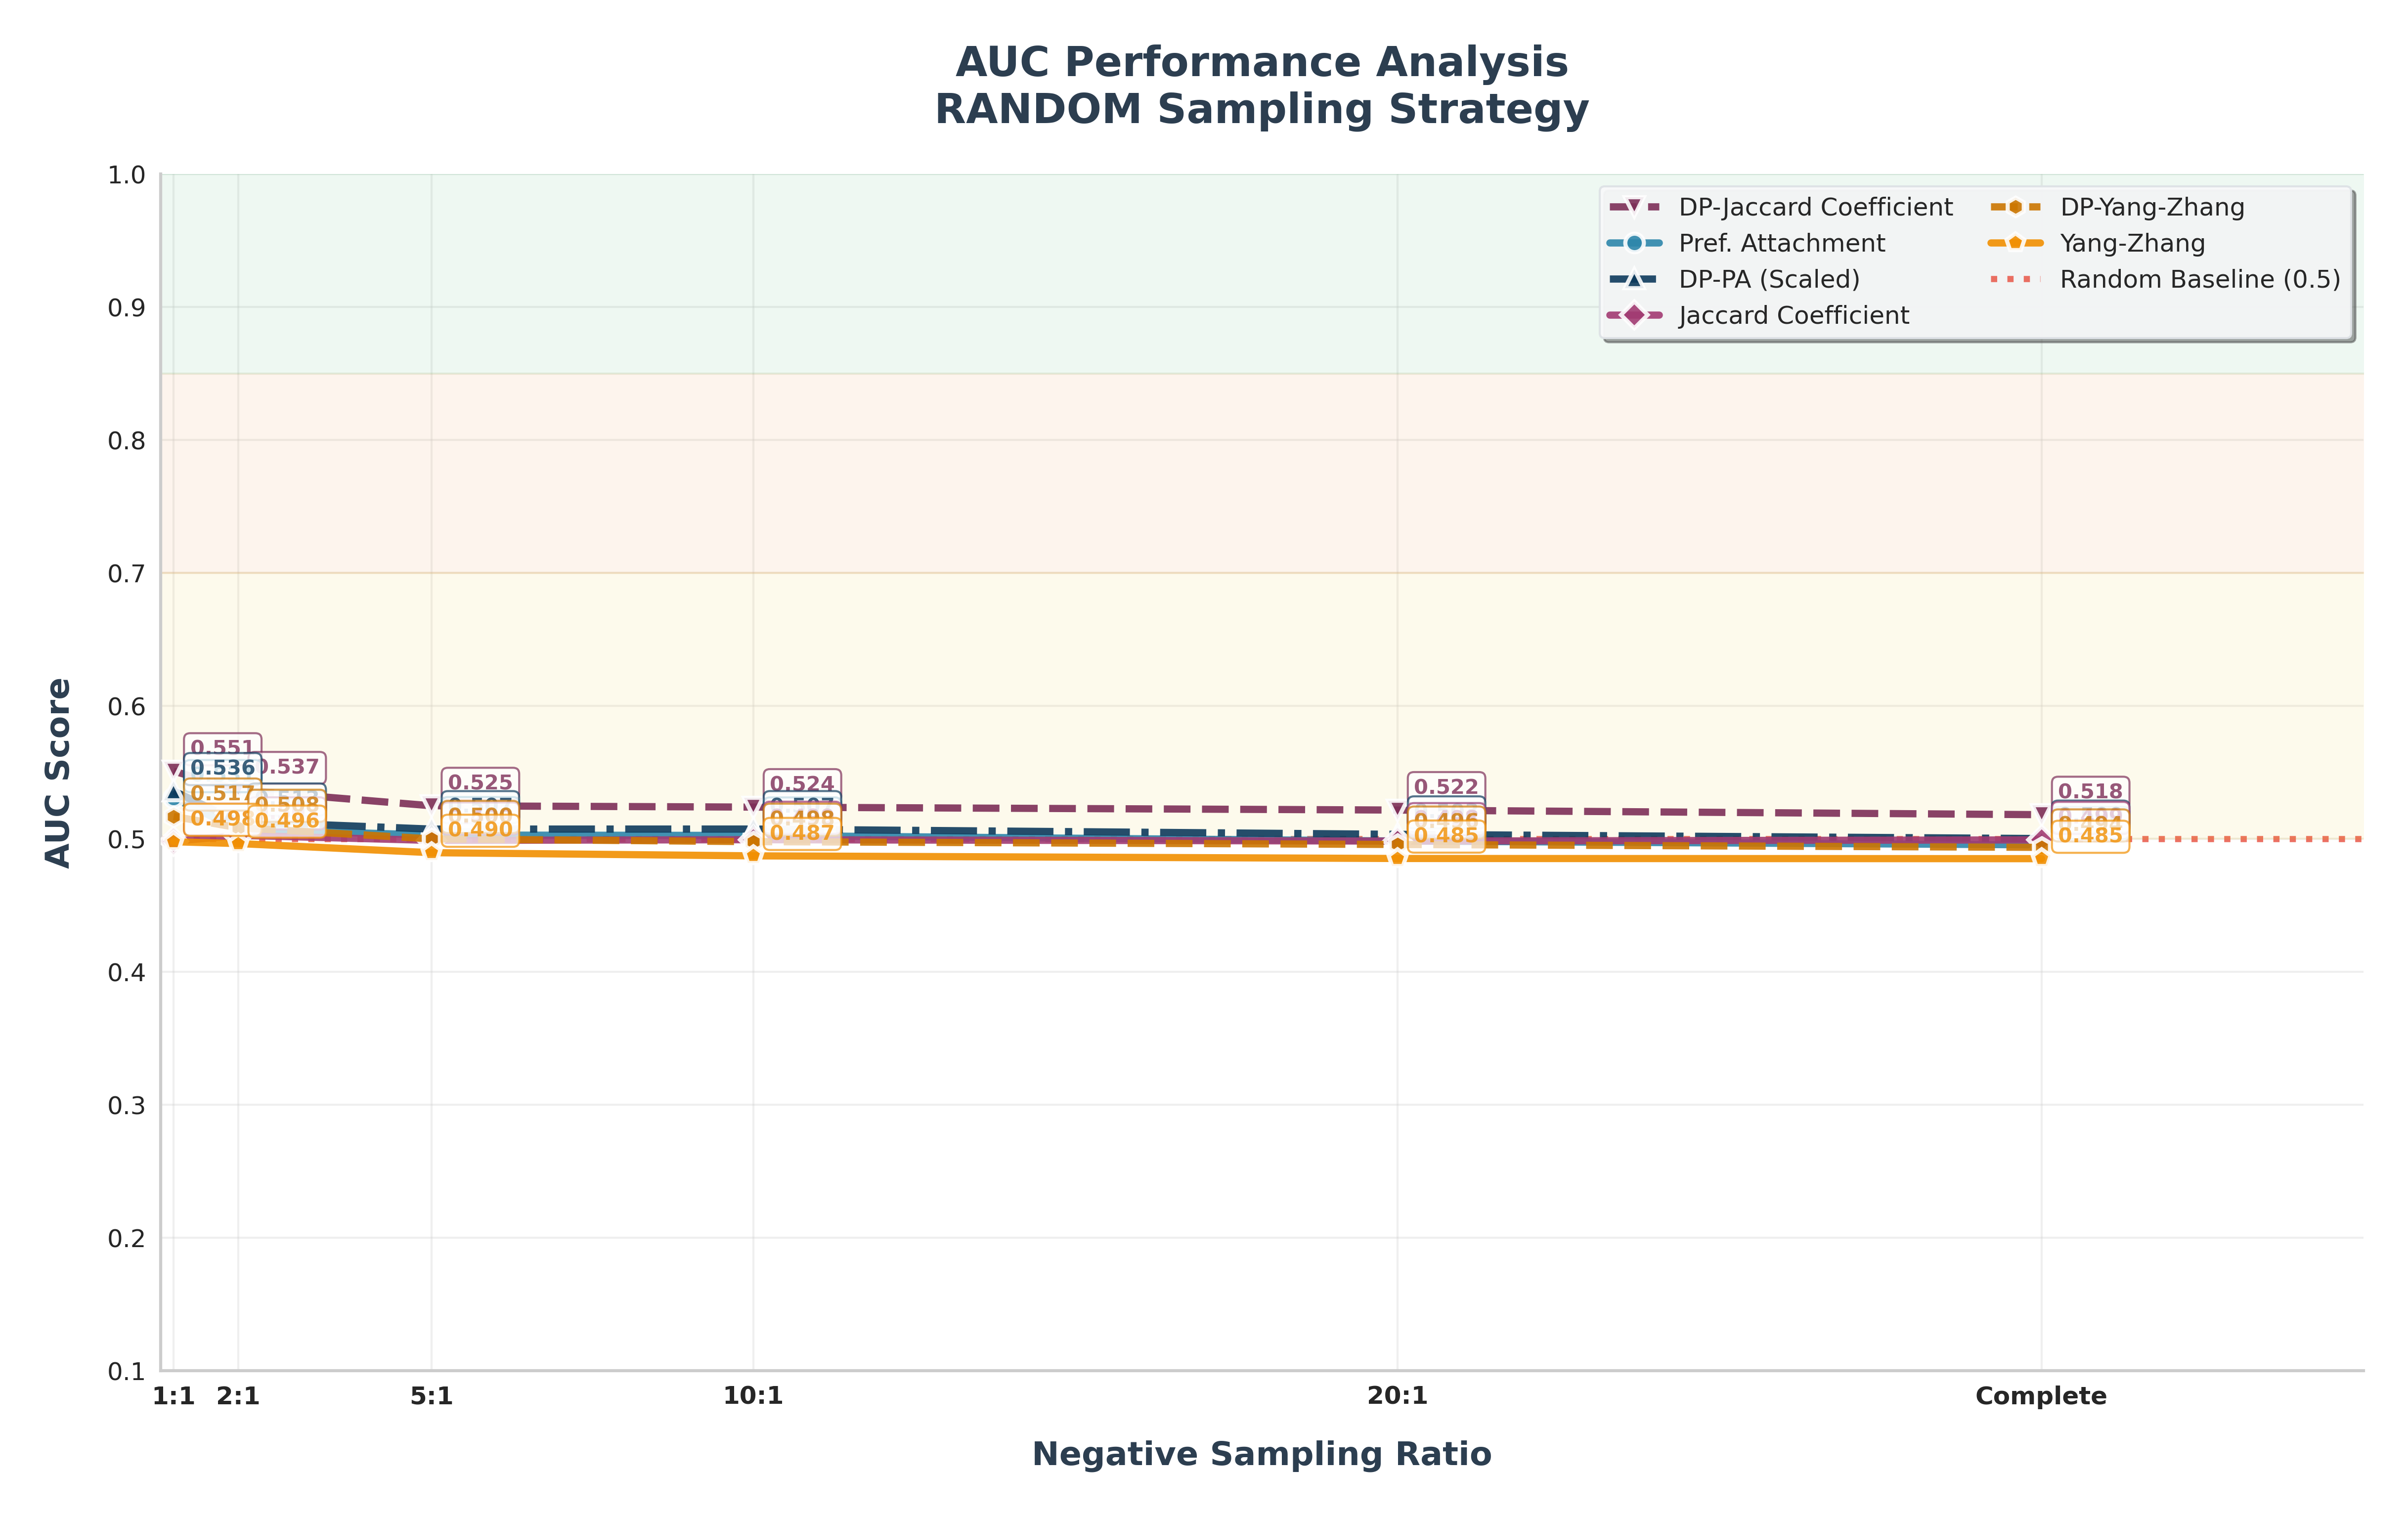 AUC Performance Analysis
RANDOM Sampling Strategy
AUC Score
1.0
0.9
0.8
0.7
0.6
0.5
0.4
0.3
0.2
0.1
DP-Jaccard Coefficient
Pref. Attachment
DP-PA (Scaled)
Jaccard Coefficient
DP-Yang-Zhang
Yang-Zhang
Random Baseline (0.5)
0.551
0.536
0.517
0.498
0.537
0.508
0.496
0.525
0.490
0.524
0.487
0.522
0.496
0.485
0.518
0.485
1:1 2:1 5:1 10:1 20:1 Complete
Negative Sampling Ratio